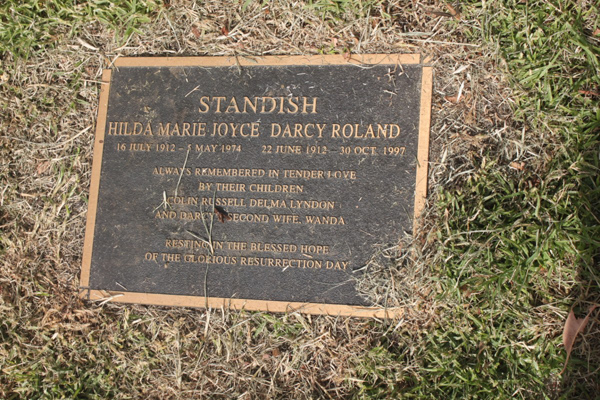 STANDISH
HILDA MARIE JOYCE DARCY ROLAND
16 JULY 1912 - 5 MAY 1974 22 JUNE 1912 - 30 OCT. 1997
ALWAYS REMEMBERED IN TENDER LOVE
BY THEIR CHILDREN
COLIN RUSSELL DELMA LYNDON
AND DARCY'S SECOND WIFE, WANDA
RESTING IN THE BLESSED HOPE
OF THE GLORIOUS RESURRECTION DAY